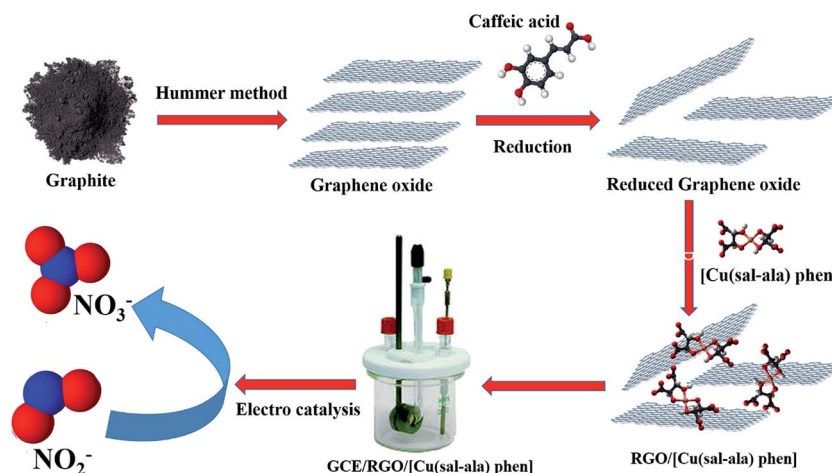 Caffeic acid
Hummer method
Reduction
Graphite
Graphene oxide
Reduced Graphene oxide
[Cu(sal-ala) phen]
NO₃⁻
Electro catalysis
NO₂⁻
GCE/RGO/[Cu(sal-ala) phen]
RGO/[Cu(sal-ala) phen]